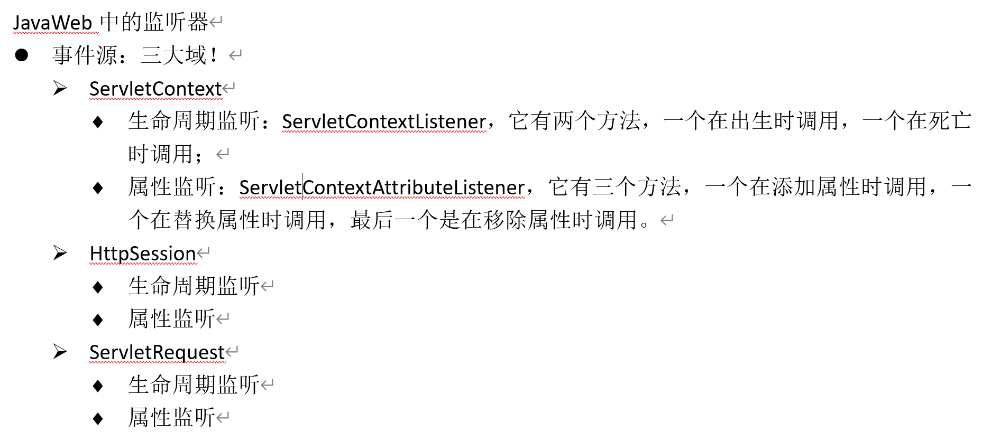 JavaWeb 中的监听器
事件源：三大域！
ServletContext
生命周期监听：ServletContextListener，它有两个方法，一个在出生时调用，一个在死亡
时调用；
属性监听：ServletContextAttributeListener，它有三个方法，一个在添加属性时调用，一
个在替换属性时调用，最后一个是在移除属性时调用。
HttpSession
生命周期监听
属性监听
ServletRequest
生命周期监听
属性监听